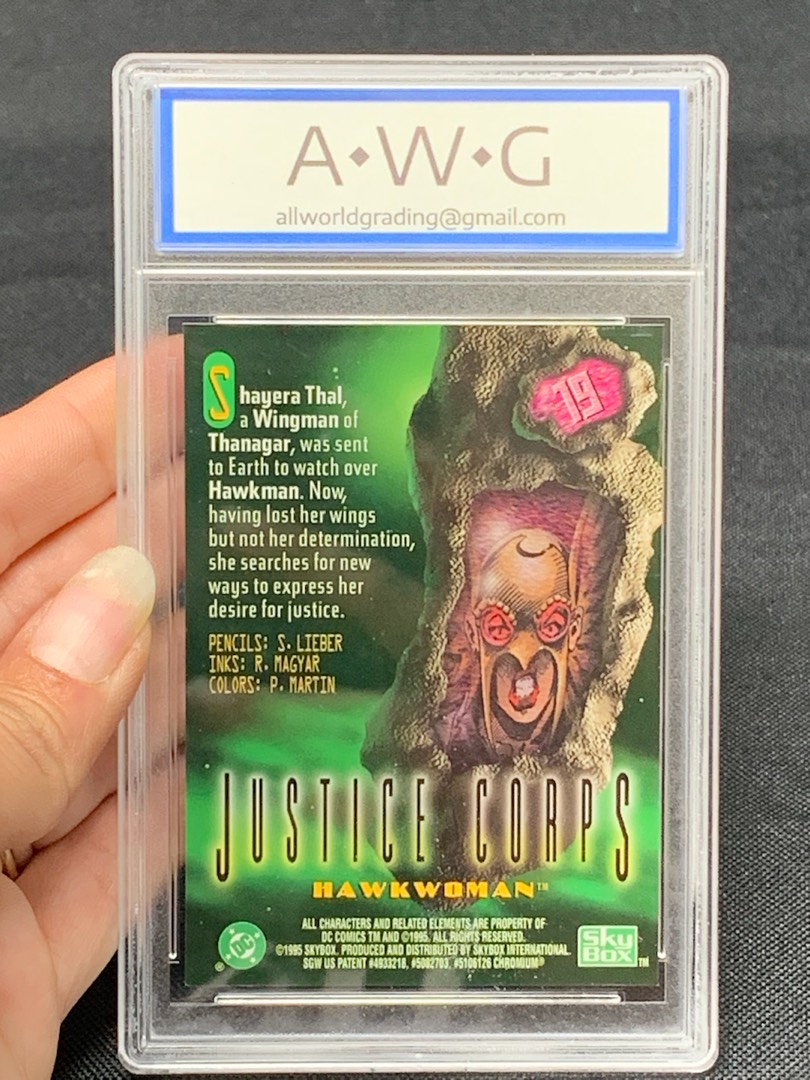 A◆W◆G
allworldgrading@gmail.com
19
Shayera Thal,
a Wingman of
Thanagar, was sent
to Earth to watch over
Hawkman. Now,
having lost her wings
but not her determination,
she searches for new
ways to express her
desire for justice.
PENCILS: S. LIEBER
INKS: R. MAGYAR
COLORS: P. MARTIN
JUSTICE CORPS
HAWKWOMAN™
ALL CHARACTERS AND RELATED ELEMENTS ARE PROPERTY OF
DC COMICS TM AND ©1995. ALL RIGHTS RESERVED.
©1995 SKYBOX. PRODUCED AND DISTRIBUTED BY SKYBOX INTERNATIONAL.
SGW US PATENT #4933218, #5082703, #5106126 CHROMIUM®
DC ®
SkyBox™